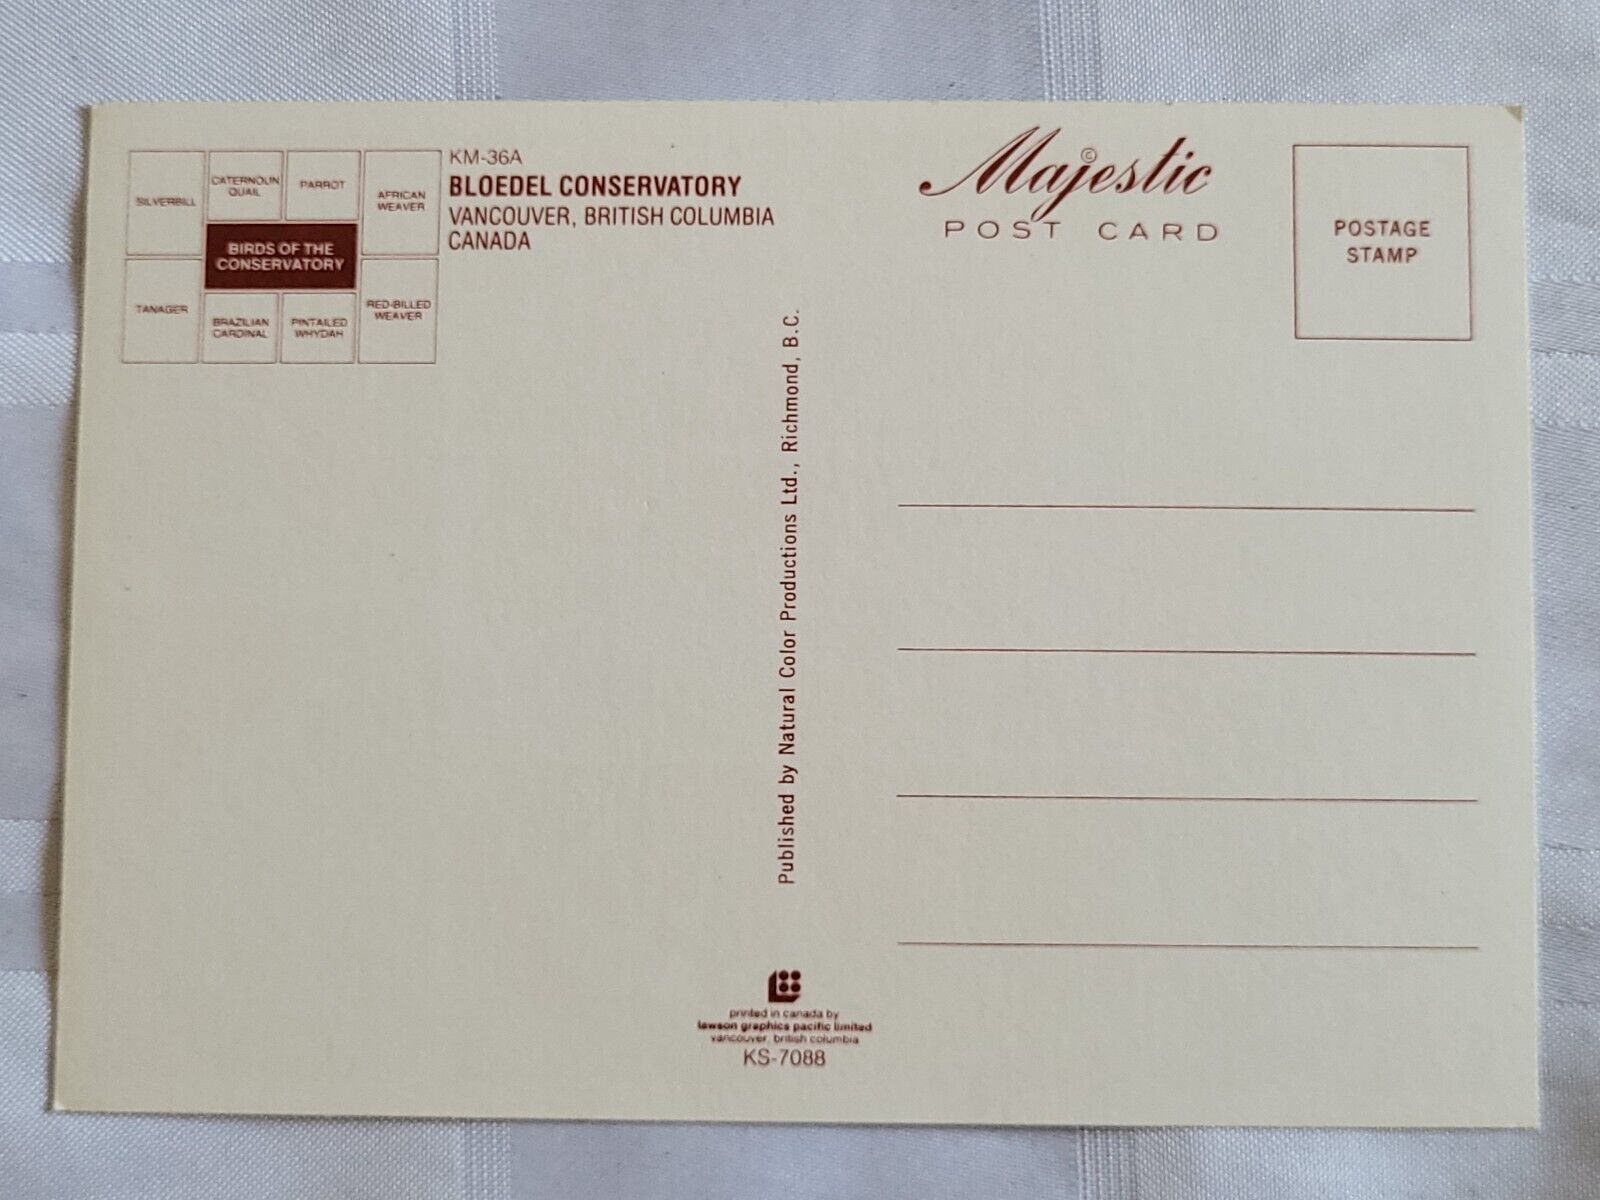 KM-36A
BLOEDEL CONSERVATORY
VANCOUVER, BRITISH COLUMBIA
CANADA
SILVERBILL
CATERNOUN
QUAIL
PARROT
AFRICAN
WEAVER
BIRDS OF THE
CONSERVATORY
TANAGER
BRAZILIAN
CARDINAL
PINTAILED
WHYDAH
RED-BILLED
WEAVER
Published by Natural Color Productions Ltd., Richmond, B.C.
printed in canada by
lawson graphics pacific limited
vancouver, british columbia
KS-7088
Majestic
©
POST CARD
POSTAGE
STAMP